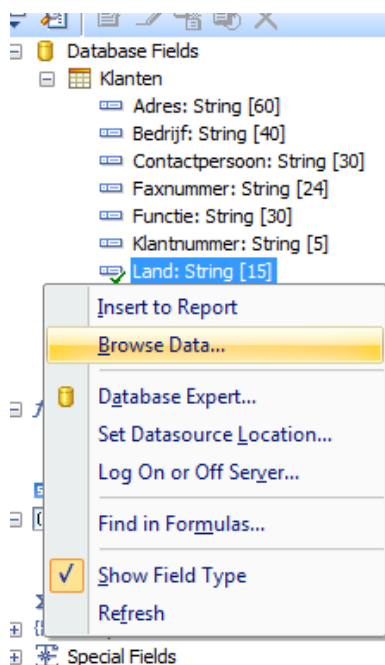 Database Fields
Klanten
Adres: String [60]
Bedrijf: String [40]
Contactpersoon: String [30]
Faxnummer: String [24]
Functie: String [30]
Klantnummer: String [5]
Land: String [15]
Insert to Report
Browse Data...
Database Expert...
Set Datasource Location...
Log On or Off Server...
Find in Formulas...
Show Field Type
Refresh
Special Fields